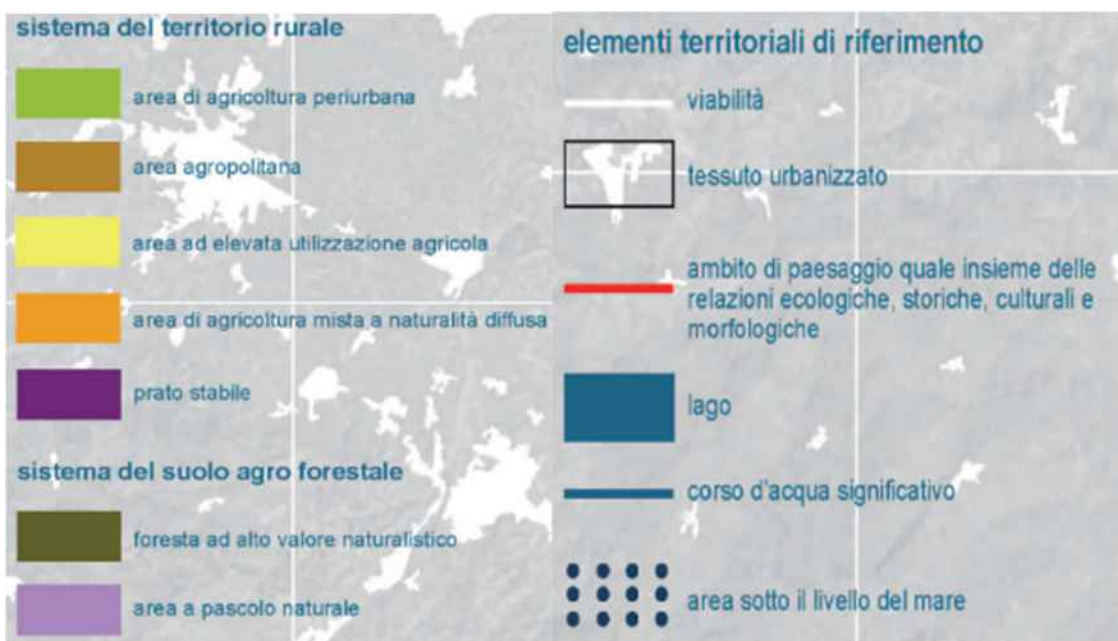 sistema del territorio rurale
area di agricoltura periurbana
area agropolitana
area ad elevata utilizzazione agricola
area di agricoltura mista a naturalità diffusa
prato stabile
sistema del suolo agro forestale
foresta ad alto valore naturalistico
area a pascolo naturale
elementi territoriali di riferimento
viabilità
tessuto urbanizzato
ambito di paesaggio quale insieme delle
relazioni ecologiche, storiche, culturali e
morfologiche
lago
corso d'acqua significativo
area sotto il livello del mare